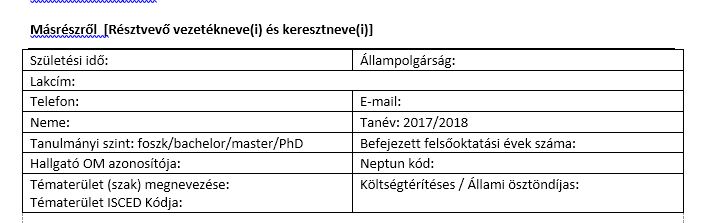 Másrészről [Résztvevő vezetékneve(i) és keresztneve(i)]
Születési idő: Állampolgárság:
Lakcím:
Telefon: E-mail:
Neme: Tanév: 2017/2018
Tanulmányi szint: foszk/bachelor/master/PhD Befejezett felsőoktatási évek száma:
Hallgató OM azonosítója: Neptun kód:
Tématerület (szak) megnevezése: Költségtérítéses / Állami ösztöndíjas:
Tématerület ISCED Kódja: